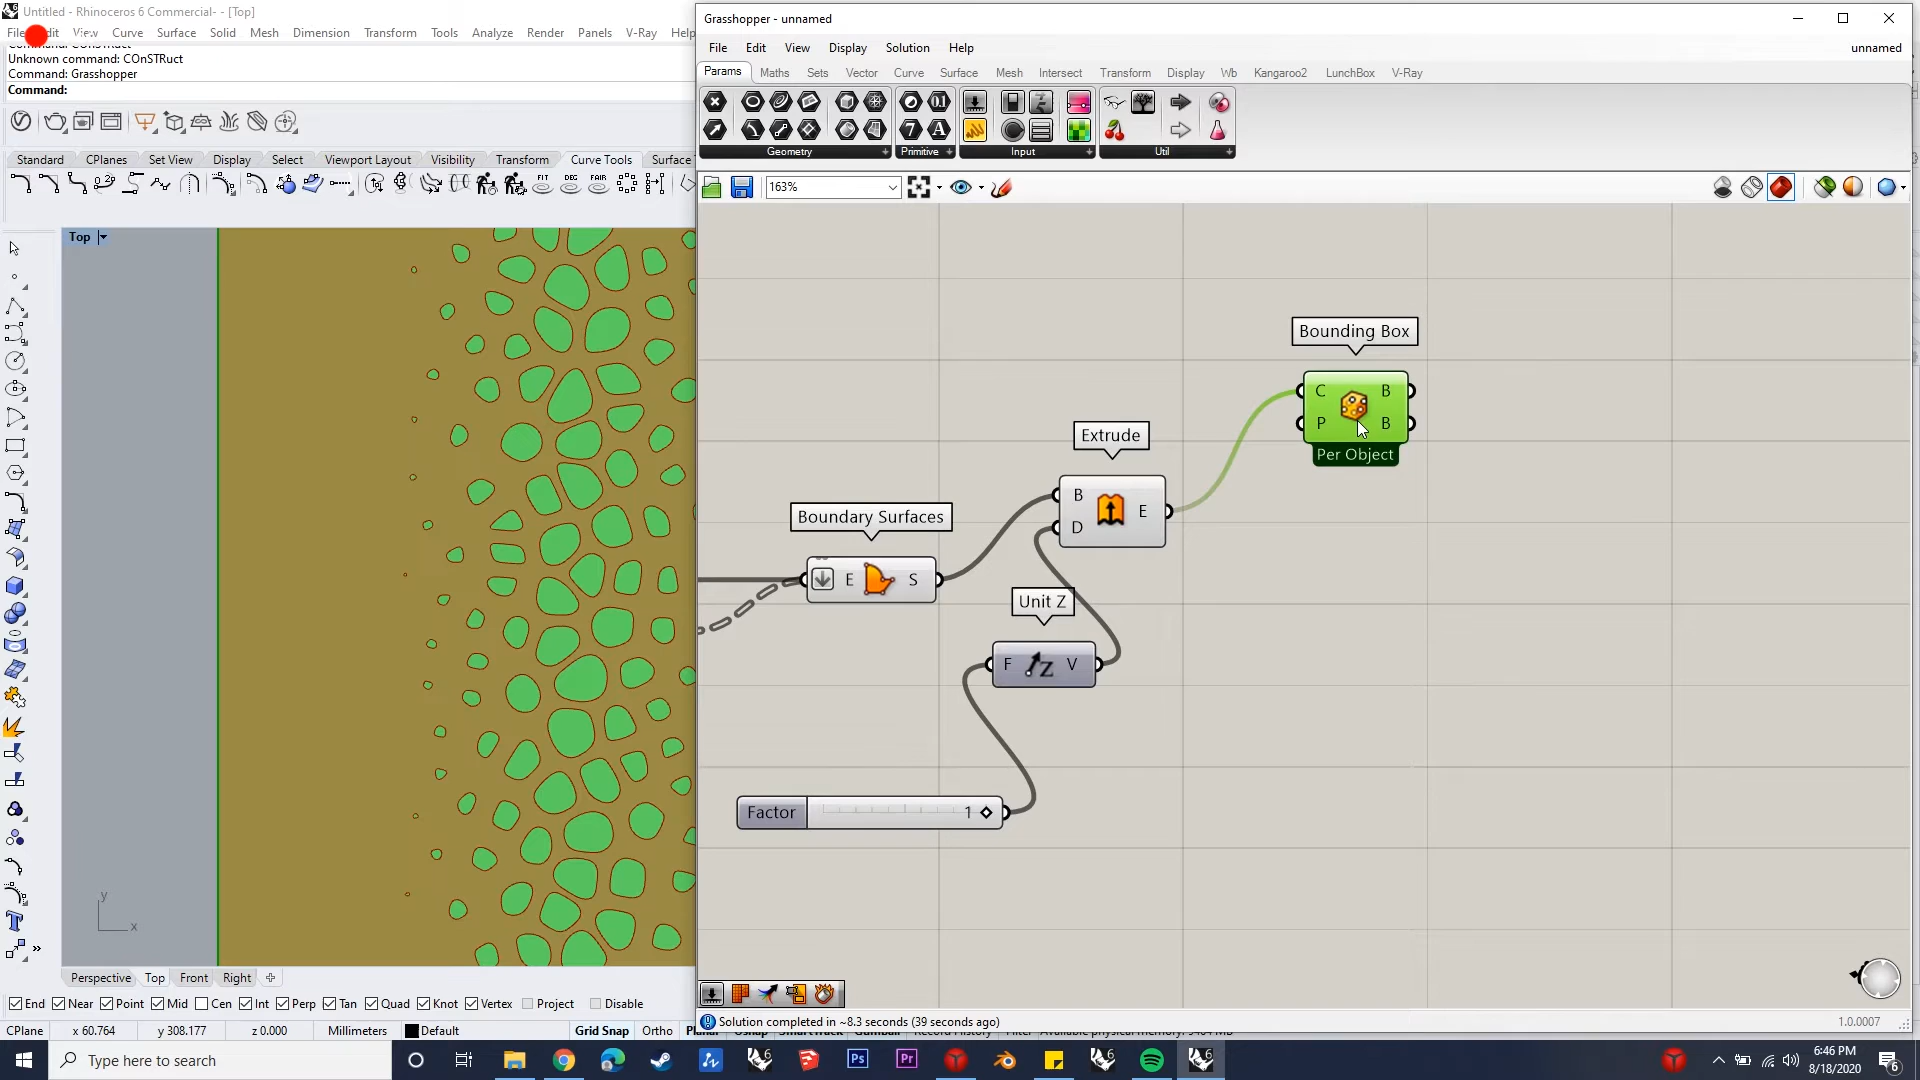 Untitled - Rhinoceros 6 Commercial- - [Top]
View Curve Surface Solid Mesh Dimension Transform Tools Analyze Render Panels V-Ray Help
Unknown command: COnSTRuct
Command: Grasshopper
Command:
Standard CPlanes Set View Display Select Viewport Layout Visibility Transform Curve Tools Surface
FIT DEG FAIR
Top
y
x
Perspective Top Front Right
End Near Point Mid Cen Int Perp Tan Quad Knot Vertex Project Disable
CPlane x 60.764 y 308.177 z 0.000 Millimeters Default Grid Snap Ortho
Grasshopper - unnamed
File Edit View Display Solution Help unnamed
Params Maths Sets Vector Curve Surface Mesh Intersect Transform Display Wb Kangaroo2 LunchBox V-Ray
Geometry Primitive Input Util
163%
Bounding Box
C B
P B
Per Object
Extrude
B E
D
Boundary Surfaces
E S
Unit Z
F Z V
Factor 1
Solution completed in ~8.3 seconds (39 seconds ago)
1.0.0007
Type here to search
Ps Pr
6:46 PM
8/18/2020
6